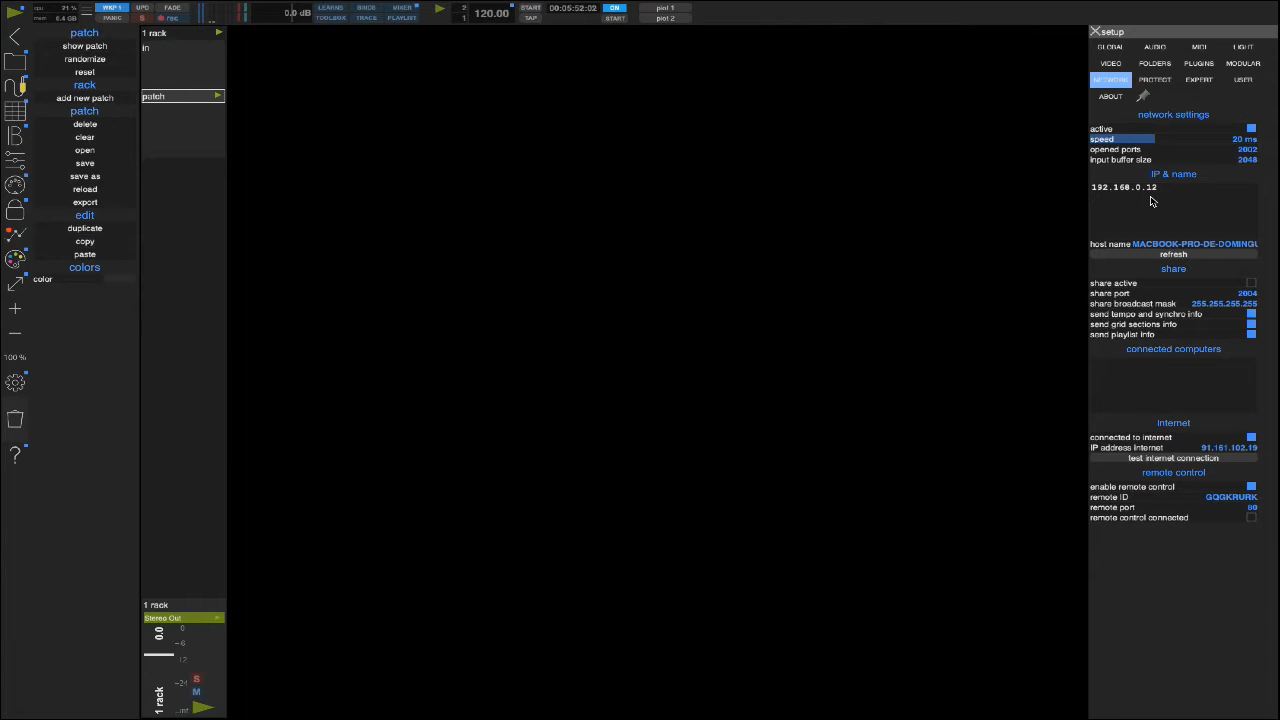 cpu 21 %
mem 6.4 GB
WKP 1 UPD FADE
PANIC S rec
0.0 dB
LEARNS BINDS MIXER
TOOLBOX TRACE PLAYLIST
2
1
120.00
START 00:05:52:02 ON
TAP START
plot 1
plot 2
patch
show patch
randomize
reset
rack
add new patch
patch
delete
clear
open
save
save as
reload
export
edit
duplicate
copy
paste
colors
color
100 %
?
1 rack
in
patch
1 rack
Stereo Out
0.0
0
-6
12
-24
-inf
S
M
1 rack
setup
GLOBAL AUDIO MIDI LIGHT
VIDEO FOLDERS PLUGINS MODULAR
NETWORK PROTECT EXPERT USER
ABOUT
network settings
active
speed 20 ms
opened ports 2002
input buffer size 2048
IP & name
192.168.0.12
host name MACBOOK-PRO-DE-DOMINGU
refresh
share
share active
share port 2004
share broadcast mask 255.255.255.255
send tempo and synchro info
send grid sections info
send playlist info
connected computers
internet
connected to internet
IP address internet 91.161.102.19
test internet connection
remote control
enable remote control
remote ID GQGKRURK
remote port 80
remote control connected